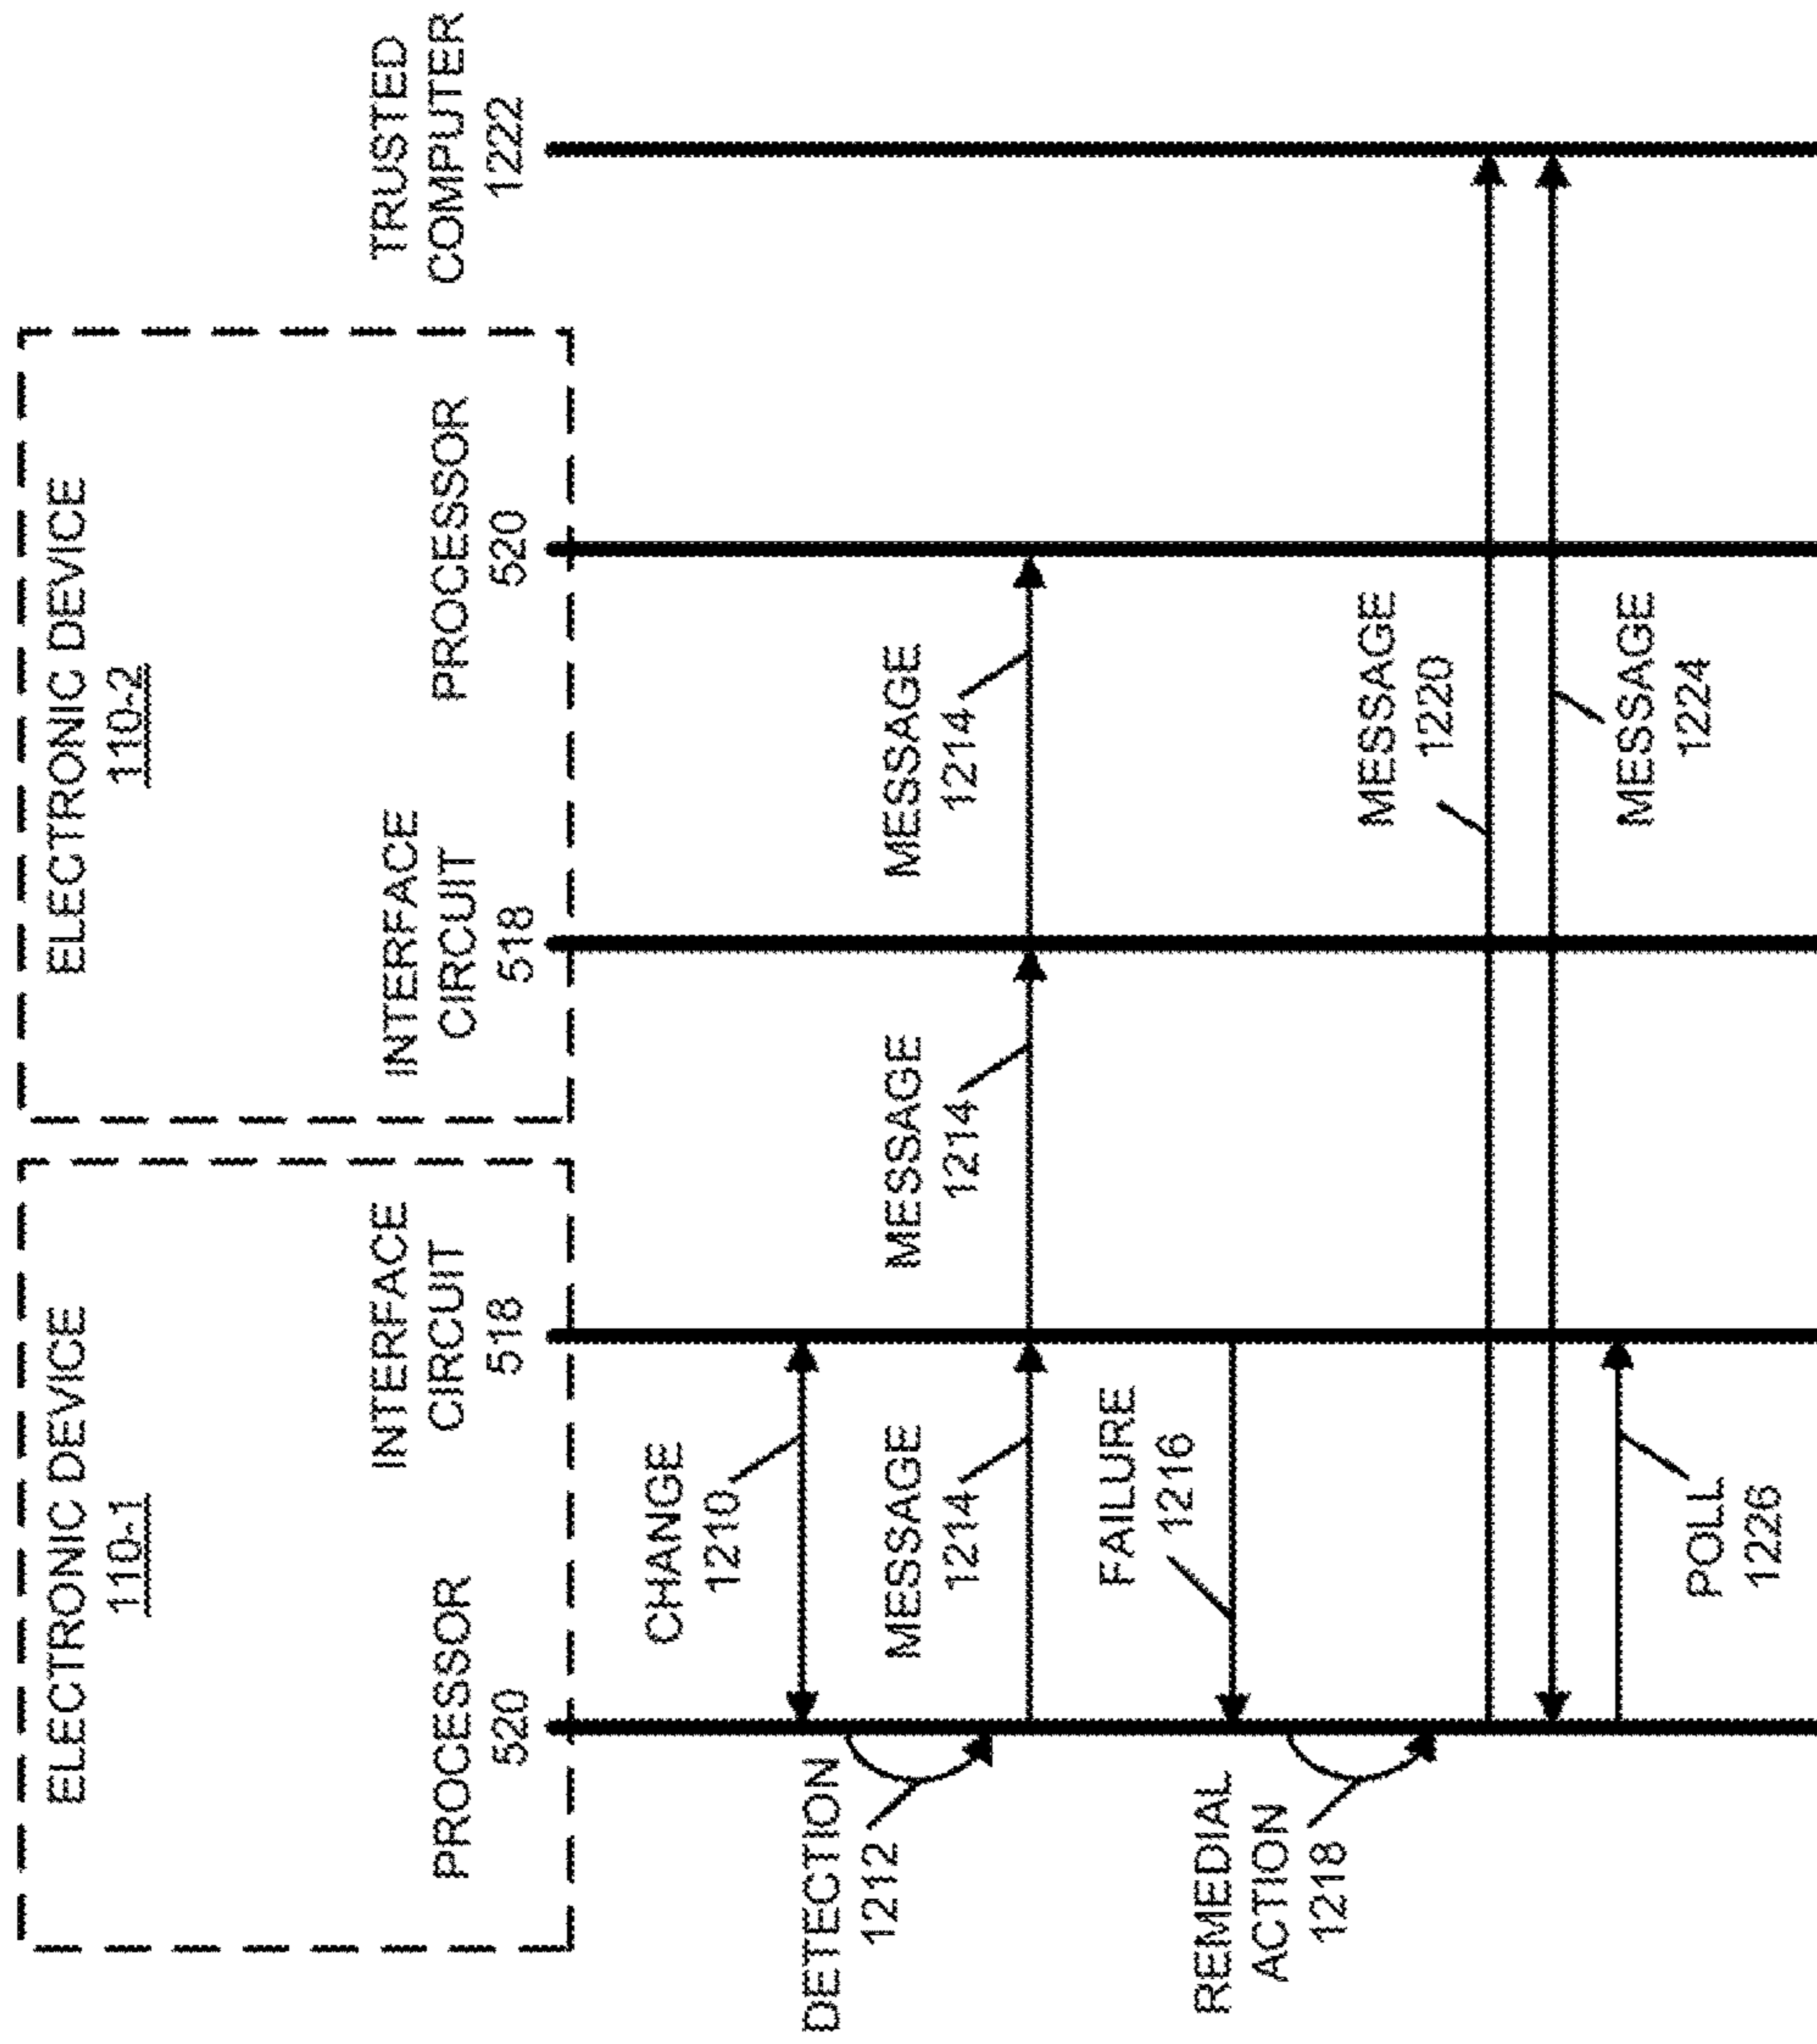 ELECTRONIC DEVICE
110-1
PROCESSOR
520
INTERFACE
CIRCUIT
518
ELECTRONIC DEVICE
110-2
INTERFACE
CIRCUIT
518
PROCESSOR
520
TRUSTED
COMPUTER
1222
CHANGE
1210
DETECTION
1212
MESSAGE
1214
MESSAGE
1214
MESSAGE
1214
FAILURE
1216
REMEDIAL
ACTION
1218
MESSAGE
1220
MESSAGE
1224
POLL
1226